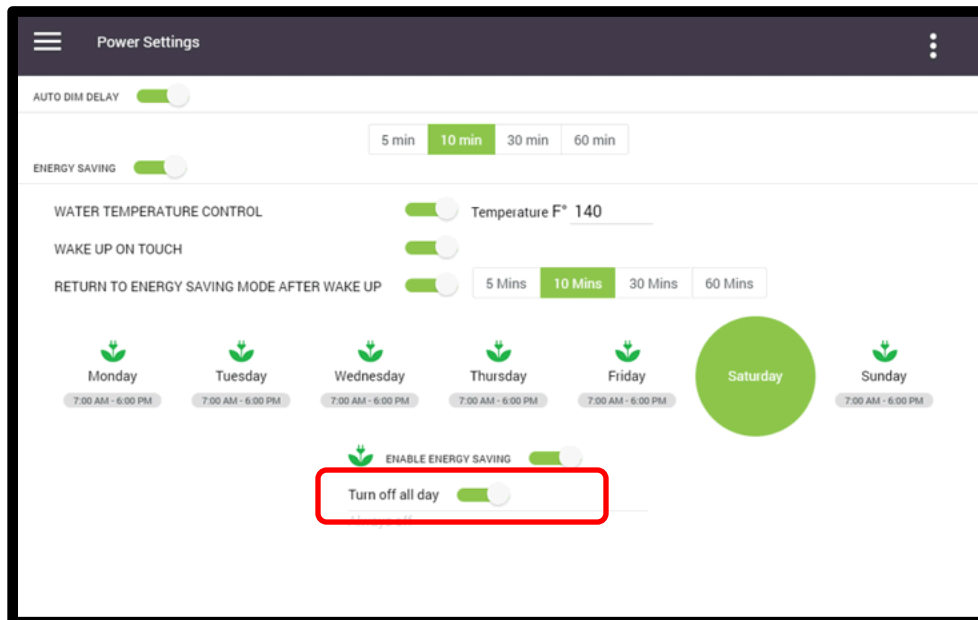 Power Settings
AUTO DIM DELAY
5 min 10 min 30 min 60 min
ENERGY SAVING
WATER TEMPERATURE CONTROL Temperature F° 140
WAKE UP ON TOUCH
RETURN TO ENERGY SAVING MODE AFTER WAKE UP 5 Mins 10 Mins 30 Mins 60 Mins
Monday Tuesday Wednesday Thursday Friday Saturday Sunday
7:00 AM - 6:00 PM 7:00 AM - 6:00 PM 7:00 AM - 6:00 PM 7:00 AM - 6:00 PM 7:00 AM - 6:00 PM 7:00 AM - 6:00 PM
ENABLE ENERGY SAVING
Turn off all day
Always off